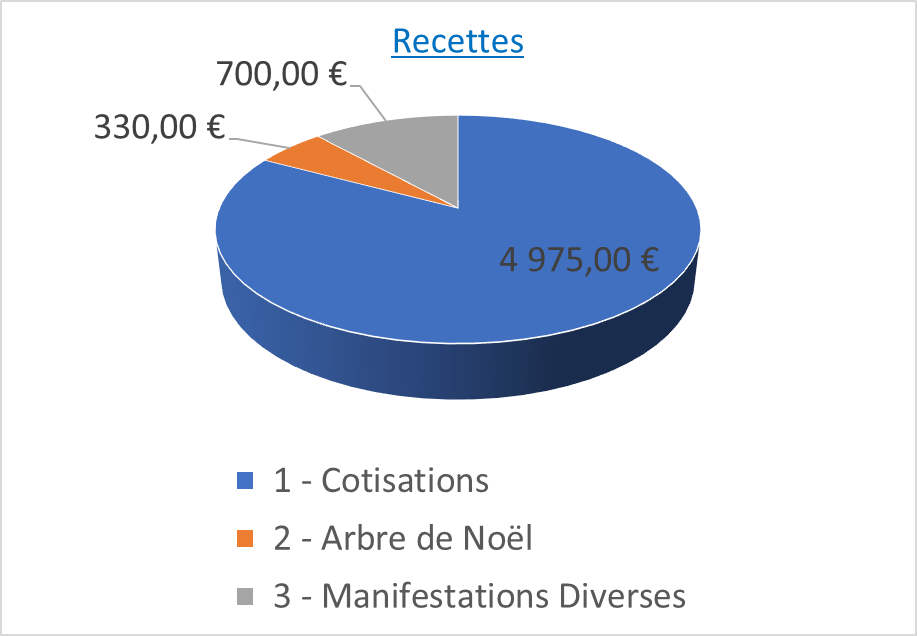 Recettes
700,00 €
330,00 €
4 975,00 €
1 - Cotisations
2 - Arbre de Noël
3 - Manifestations Diverses